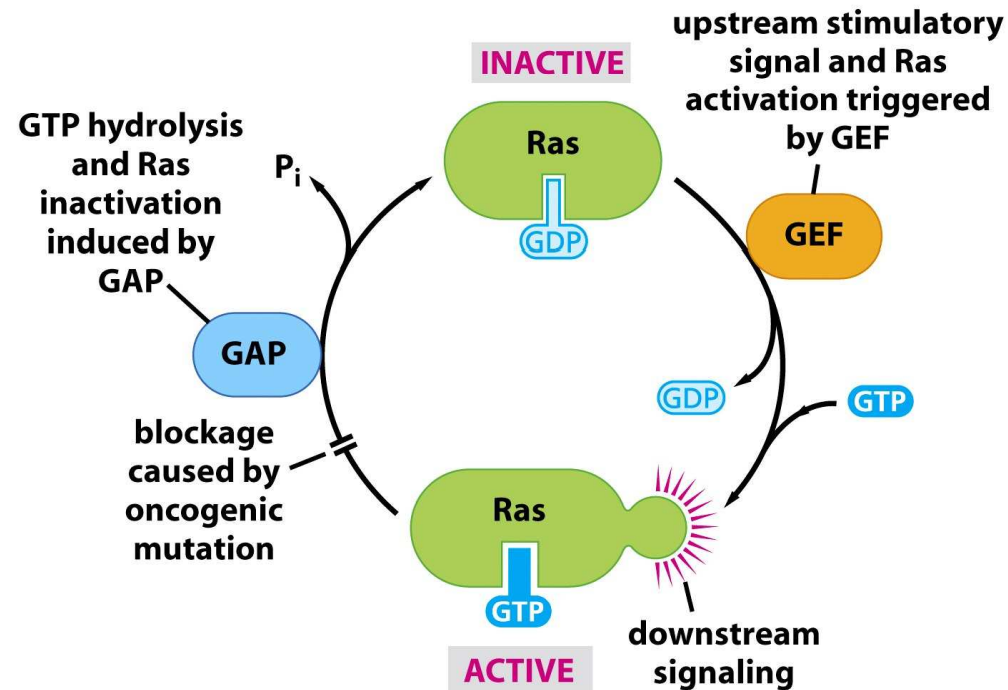 upstream stimulatory
signal and Ras
activation triggered
by GEF
INACTIVE
GTP hydrolysis
and Ras
inactivation
induced by
GAP
Pi
Ras
GDP
GEF
GAP
GDP
GTP
blockage
caused by
oncogenic
mutation
Ras
GTP
ACTIVE
downstream
signaling